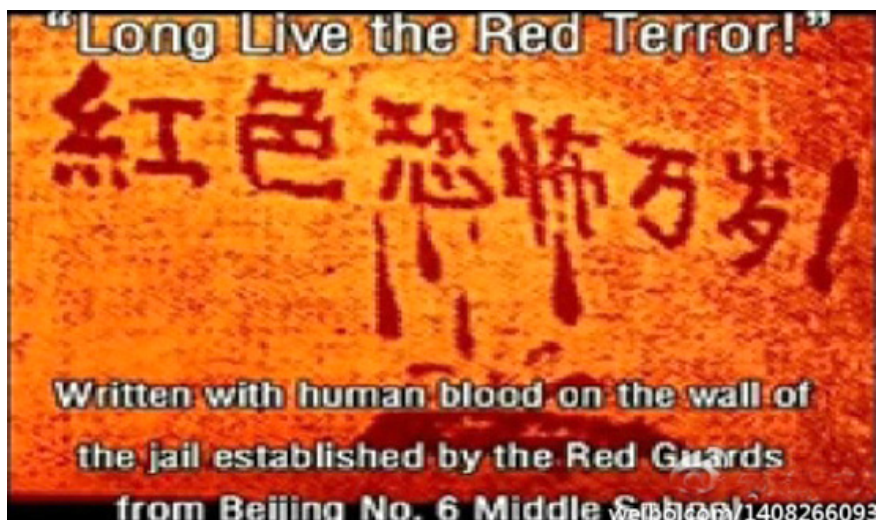 “Long Live the Red Terror!”
紅色恐怖万岁!
Written with human blood on the wall of
the jail established by the Red Guards
from Beijing No. 6 Middle School
weibo.com/1408266093